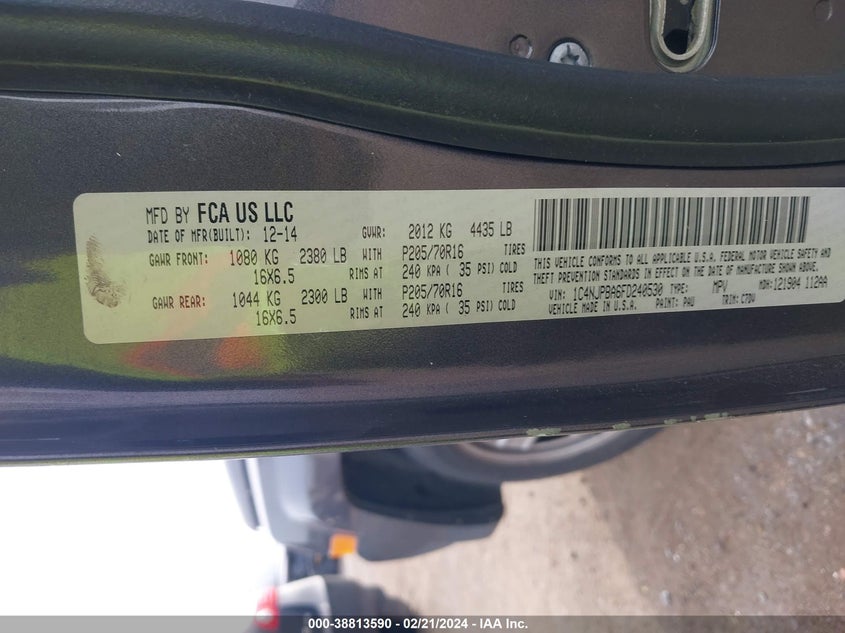 MFD BY FCA US LLC
DATE OF MFR(BUILT): 12-14 GVWR: 2012 KG 4435 LB
GAWR FRONT: 1080 KG 2380 LB WITH P205/70R16 TIRES
16X6.5 RIMS AT 240 KPA ( 35 PSI) COLD
GAWR REAR: 1044 KG 2300 LB WITH P205/70R16 TIRES
16X6.5 RIMS AT 240 KPA ( 35 PSI) COLD
THIS VEHICLE CONFORMS TO ALL APPLICABLE U.S.A. FEDERAL MOTOR VEHICLE SAFETY AND
THEFT PREVENTION STANDARDS IN EFFECT ON THE DATE OF MANUFACTURE SHOWN ABOVE.
VIN: 1C4NJPBA6FD240530 TYPE: MPV MDH:121904 112AA
VEHICLE MADE IN U.S.A. PAINT: PAU TRIM: C7DV
000-38813590 - 02/21/2024 - IAA Inc.